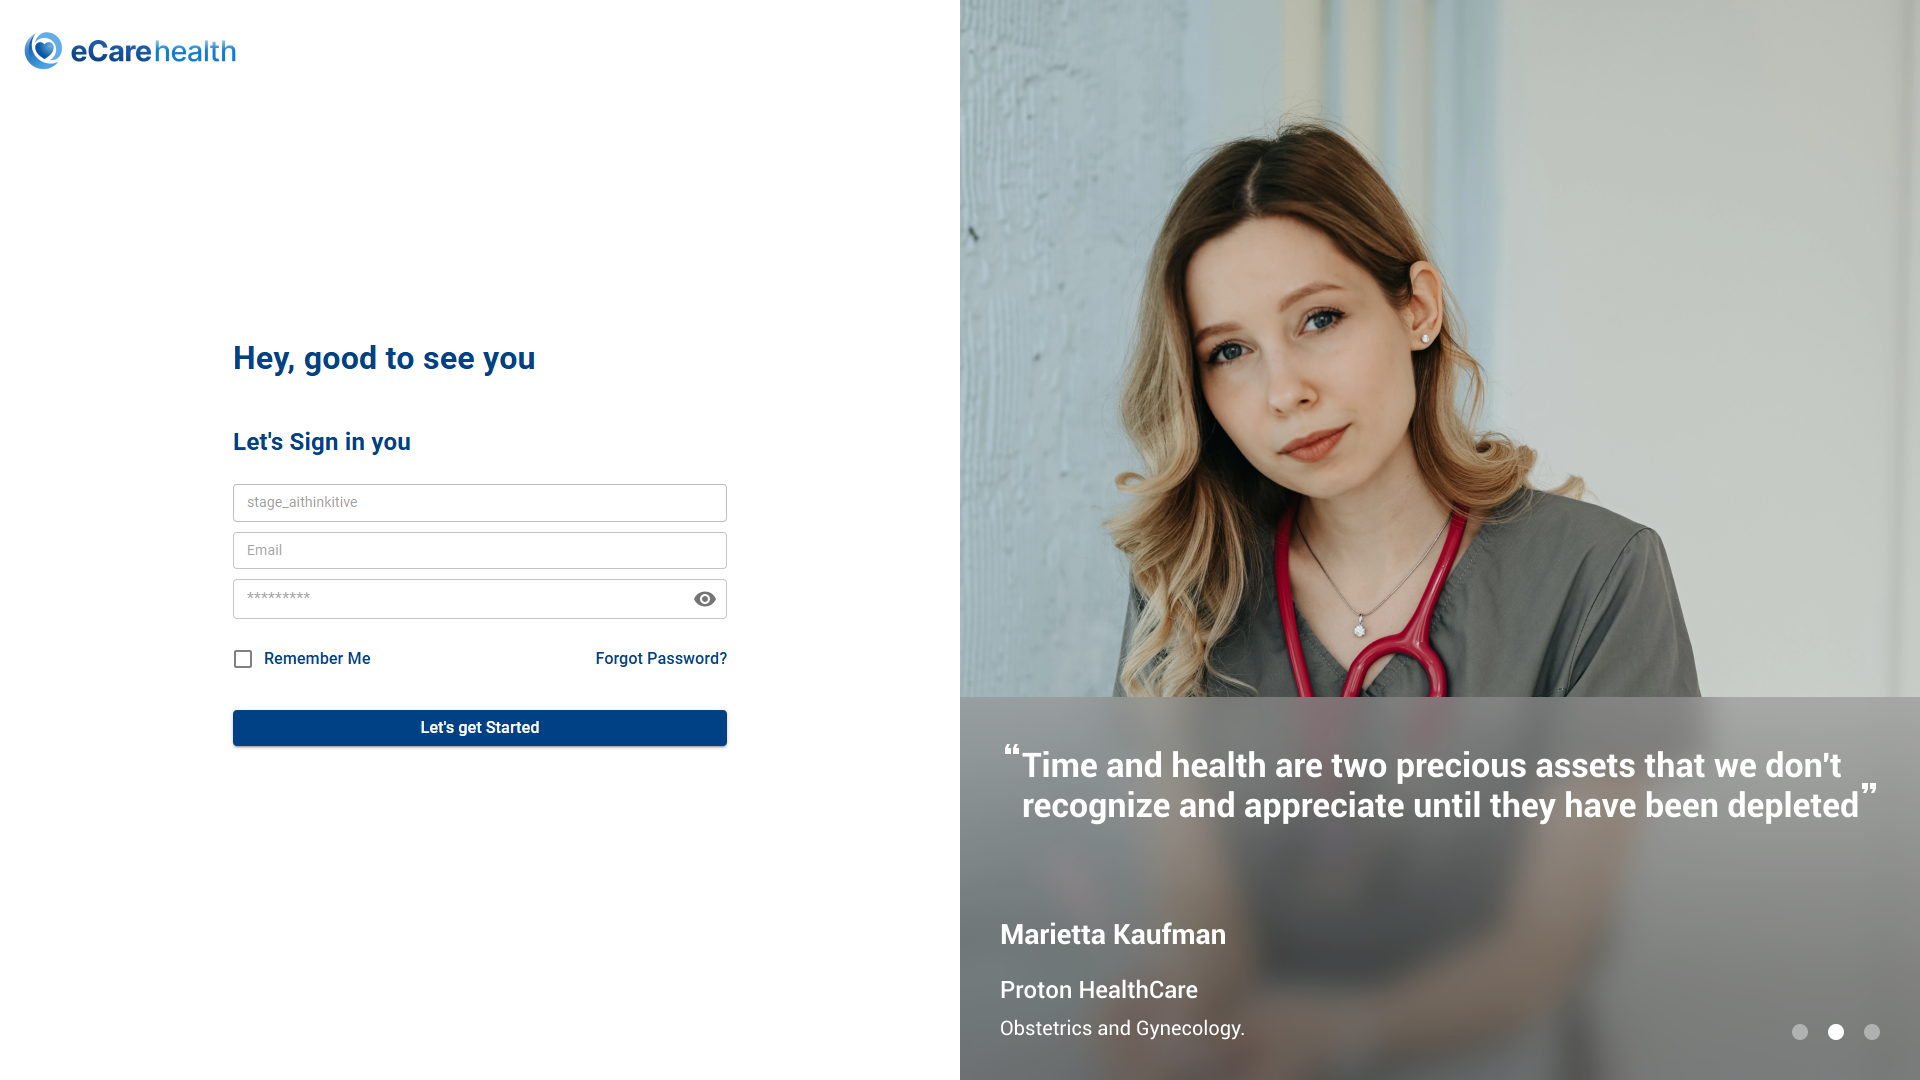 eCarehealth
Hey, good to see you
Let's Sign in you
stage_aithinkitive
Email
*********
Remember Me
Forgot Password?
Let's get Started
“Time and health are two precious assets that we don't
recognize and appreciate until they have been depleted”
Marietta Kaufman
Proton HealthCare
Obstetrics and Gynecology.